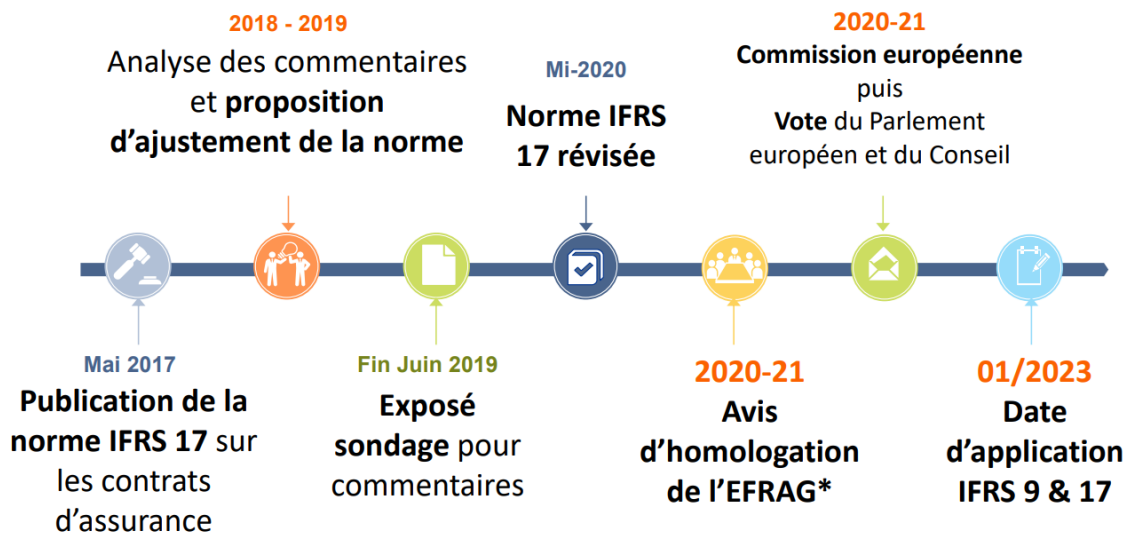 2018 - 2019
Analyse des commentaires
et proposition
d’ajustement de la norme
Mi-2020
Norme IFRS
17 révisée
2020-21
Commission européenne
puis
Vote du Parlement
européen et du Conseil
Mai 2017
Publication de la
norme IFRS 17 sur
les contrats
d’assurance
Fin Juin 2019
Exposé
sondage pour
commentaires
2020-21
Avis
d’homologation
de l’EFRAG*
01/2023
Date
d’application
IFRS 9 & 17